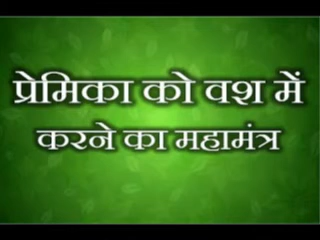 प्रेमिका को वश में
करने का महामंत्र